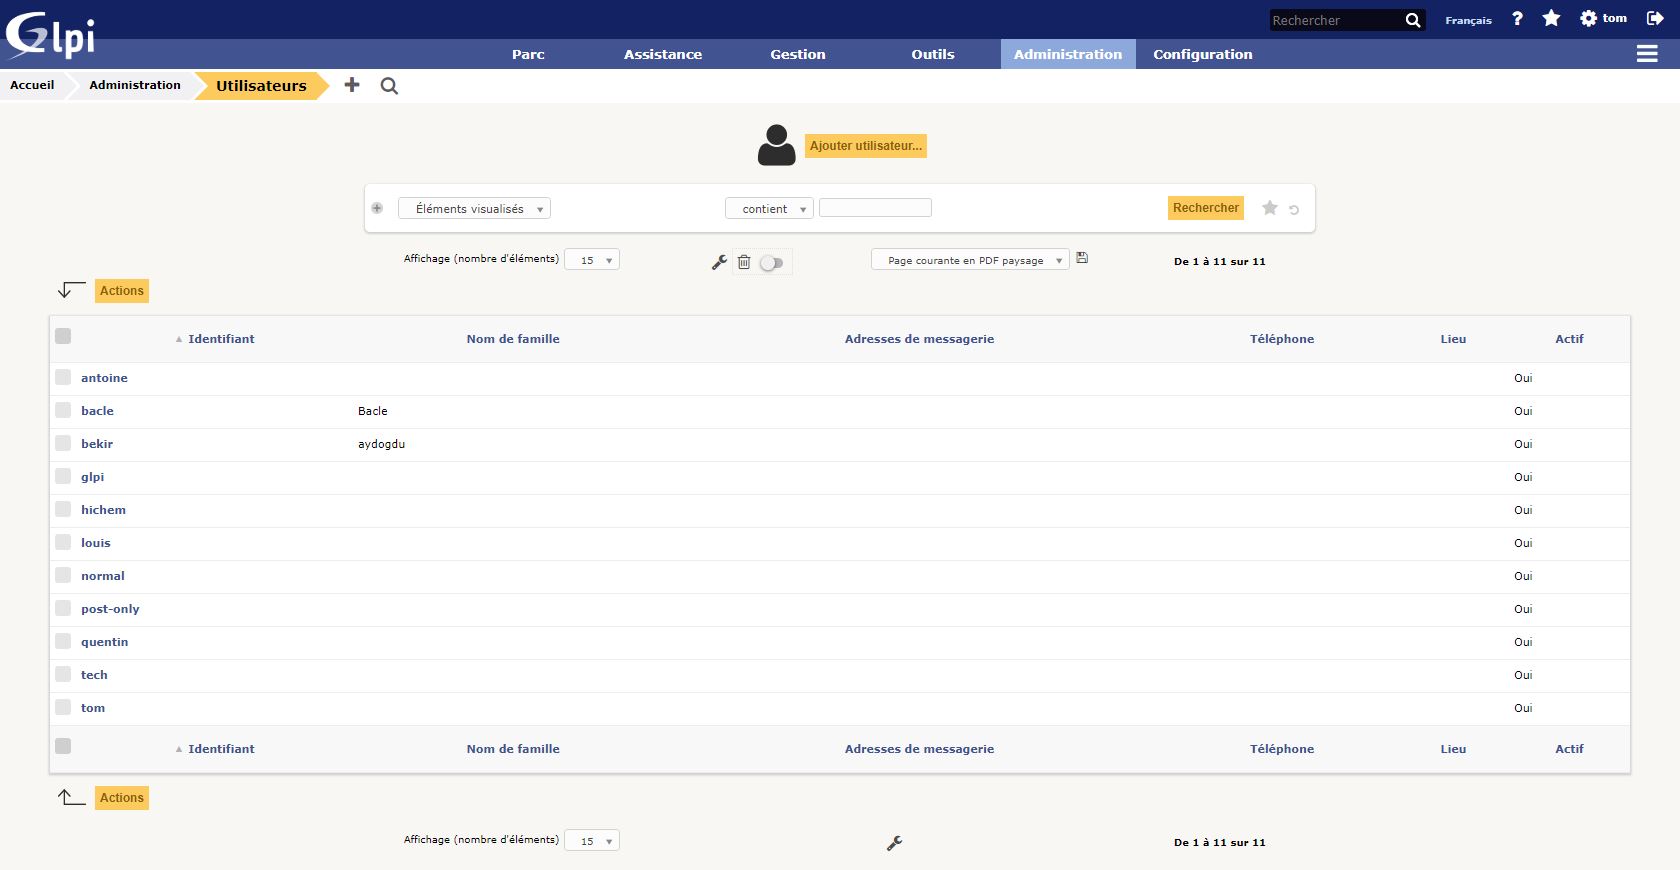 Glpi
Rechercher Français ? tom
Parc Assistance Gestion Outils Administration Configuration
Accueil Administration Utilisateurs
Ajouter utilisateur...
Éléments visualisés contient Rechercher
Affichage (nombre d'éléments) 15 Page courante en PDF paysage De 1 à 11 sur 11
Actions
Identifiant Nom de famille Adresses de messagerie Téléphone Lieu Actif
antoine Oui
bacle Bacle Oui
bekir aydogdu Oui
glpi Oui
hichem Oui
louis Oui
normal Oui
post-only Oui
quentin Oui
tech Oui
tom Oui
Identifiant Nom de famille Adresses de messagerie Téléphone Lieu Actif
Actions
Affichage (nombre d'éléments) 15 De 1 à 11 sur 11